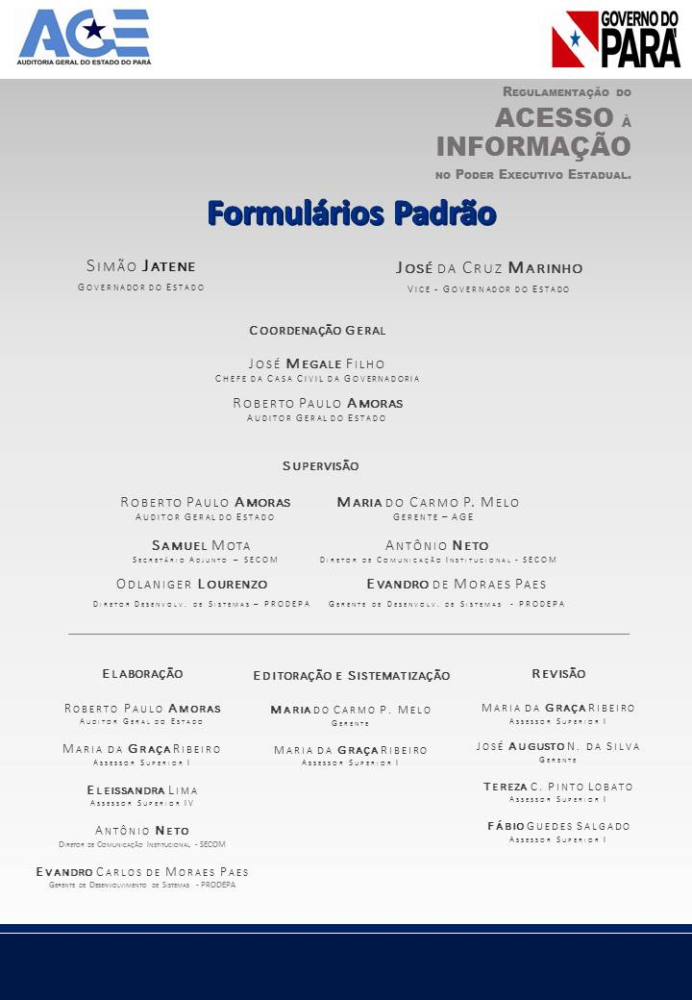 AGE
AUDITORIA GERAL DO ESTADO DO PARÁ
GOVERNO DO
PARÁ
REGULAMENTAÇÃO DO
ACESSO À
INFORMAÇÃO
NO PODER EXECUTIVO ESTADUAL.
Formulários Padrão
SIMÃO JATENE
GOVERNADOR DO ESTADO
JOSÉ DA CRUZ MARINHO
VICE - GOVERNADOR DO ESTADO
COORDENAÇÃO GERAL
JOSÉ MEGALE FILHO
CHEFE DA CASA CIVIL DA GOVERNADORIA
ROBERTO PAULO AMORAS
AUDITOR GERAL DO ESTADO
SUPERVISÃO
ROBERTO PAULO AMORAS
AUDITOR GERAL DO ESTADO
MARIA DO CARMO P. MELO
GERENTE – AGE
SAMUEL MOTA
SECRETÁRIO ADJUNTO – SECOM
ANTÔNIO NETO
DIRETOR DE COMUNICAÇÃO INSTITUCIONAL - SECOM
ODLANIGER LOURENZO
DIRETOR DESENVOLV. DE SISTEMAS – PRODEPA
EVANDRO DE MORAES PAES
GERENTE DE DESENVOLV. DE SISTEMAS - PRODEPA
ELABORAÇÃO
ROBERTO PAULO AMORAS
AUDITOR GERAL DO ESTADO
MARIA DA GRAÇA RIBEIRO
ASSESSOR SUPERIOR I
ELEISSANDRA LIMA
ASSESSOR SUPERIOR IV
ANTÔNIO NETO
DIRETOR DE COMUNICAÇÃO INSTITUCIONAL - SECOM
EVANDRO CARLOS DE MORAES PAES
GERENTE DE DESENVOLVIMENTO DE SISTEMAS - PRODEPA
EDITORAÇÃO E SISTEMATIZAÇÃO
MARIA DO CARMO P. MELO
GERENTE
MARIA DA GRAÇA RIBEIRO
ASSESSOR SUPERIOR I
REVISÃO
MARIA DA GRAÇA RIBEIRO
ASSESSOR SUPERIOR I
JOSÉ AUGUSTO N. DA SILVA
GERENTE
TEREZA C. PINTO LOBATO
ASSESSOR SUPERIOR I
FÁBIO GUEDES SALGADO
ASSESSOR SUPERIOR I